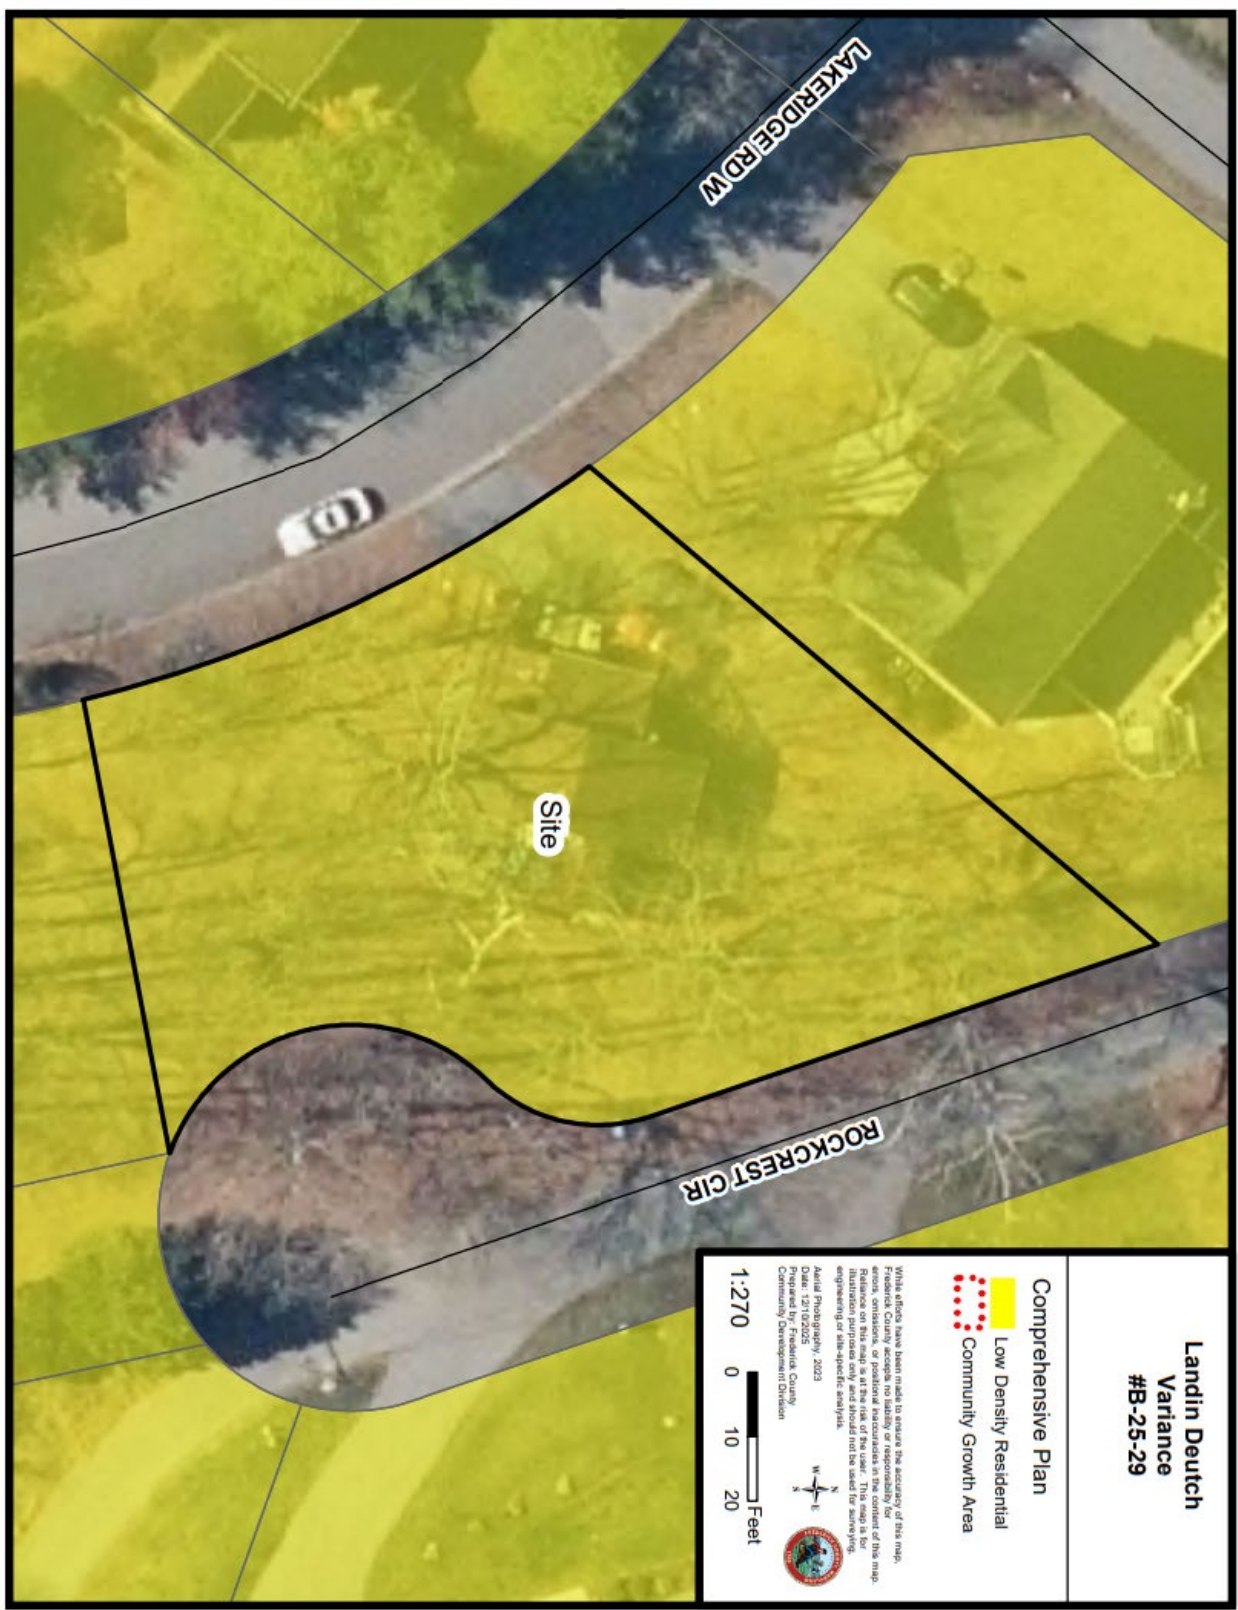 LAKERIDGE RD W
Site
ROCKCREST CIR
Landin Deutch
Variance
#B-25-29
Comprehensive Plan
Low Density Residential
Community Growth Area
While efforts have been made to ensure the accuracy of this map,
Frederick County accepts no liability or responsibility for
errors, omissions, or positional inaccuracies in the content of this map.
Reliance on this map is at the risk of the user. This map is for
illustration purposes only and should not be used for surveying,
engineering, or site-specific analysis.
Aerial Photography, 2023
Date: 12/10/2025
Prepared by: Frederick County
Community Development Division
N
W E
S
1:270
0 10 20
Feet